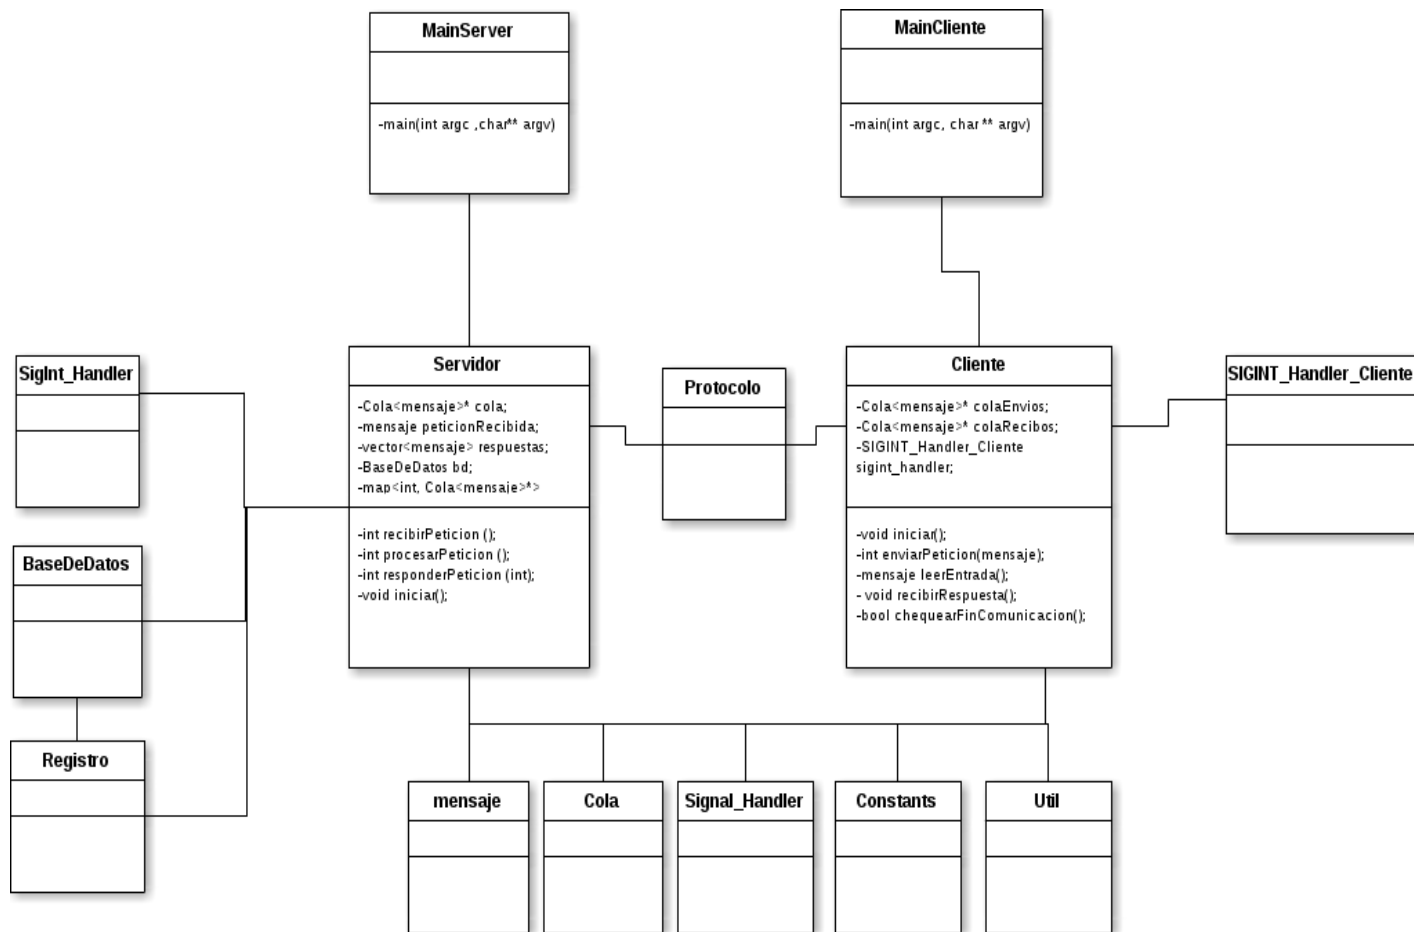 MainServer
-main(int argc ,char** argv)
MainCliente
-main(int argc, char ** argv)
SigInt_Handler
Servidor
-Cola<mensaje>* cola;
-mensaje peticionRecibida;
-vector<mensaje> respuestas;
-BaseDeDatos bd;
-map<int, Cola<mensaje>*>
-int recibirPeticion ();
-int procesarPeticion ();
-int responderPeticion (int);
-void iniciar();
Protocolo
Cliente
-Cola<mensaje>* colaEnvios;
-Cola<mensaje>* colaRecibos;
-SIGINT_Handler_Cliente
sigint_handler;
-void iniciar();
-int enviarPeticion(mensaje);
-mensaje leerEntrada();
- void recibirRespuesta();
-bool chequearFinComunicacion();
SIGINT_Handler_Cliente
BaseDeDatos
Registro
mensaje
Cola
Signal_Handler
Constants
Util